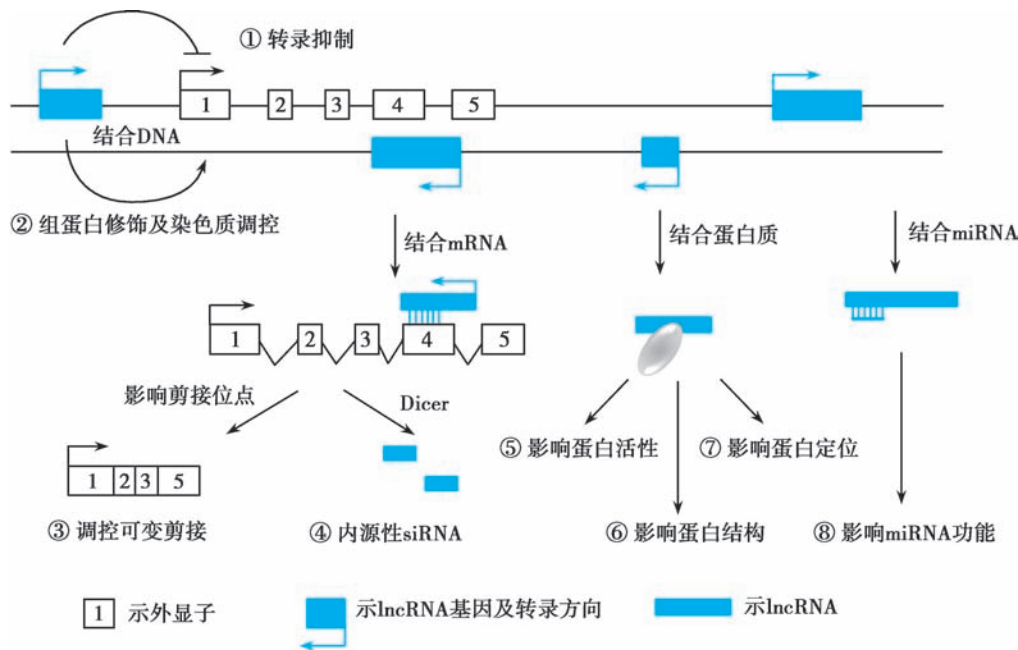 ① 转录抑制
1 2 3 4 5
结合DNA
② 组蛋白修饰及染色质调控
结合mRNA
结合蛋白质
结合miRNA
1 2 3 4 5
影响剪接位点
Dicer
⑤ 影响蛋白活性
⑦ 影响蛋白定位
1 2 3 5
③ 调控可变剪接
④ 内源性siRNA
⑥ 影响蛋白结构
⑧ 影响miRNA功能
1 示外显子
示lncRNA基因及转录方向
示lncRNA